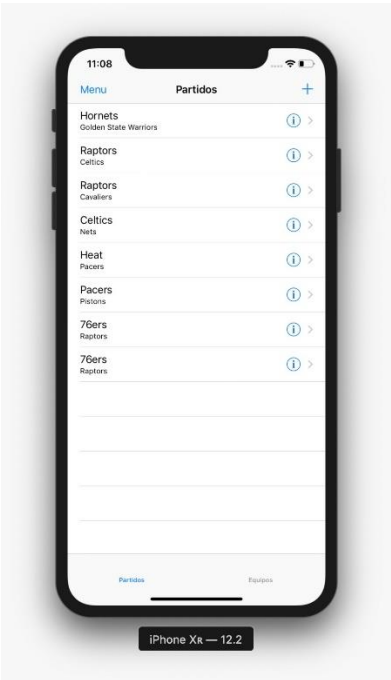 11:08
Menu Partidos +
Hornets
Golden State Warriors
Raptors
Celtics
Raptors
Cavaliers
Celtics
Nets
Heat
Pacers
Pacers
Pistons
76ers
Raptors
76ers
Raptors
Partidos Equipos
iPhone XR — 12.2